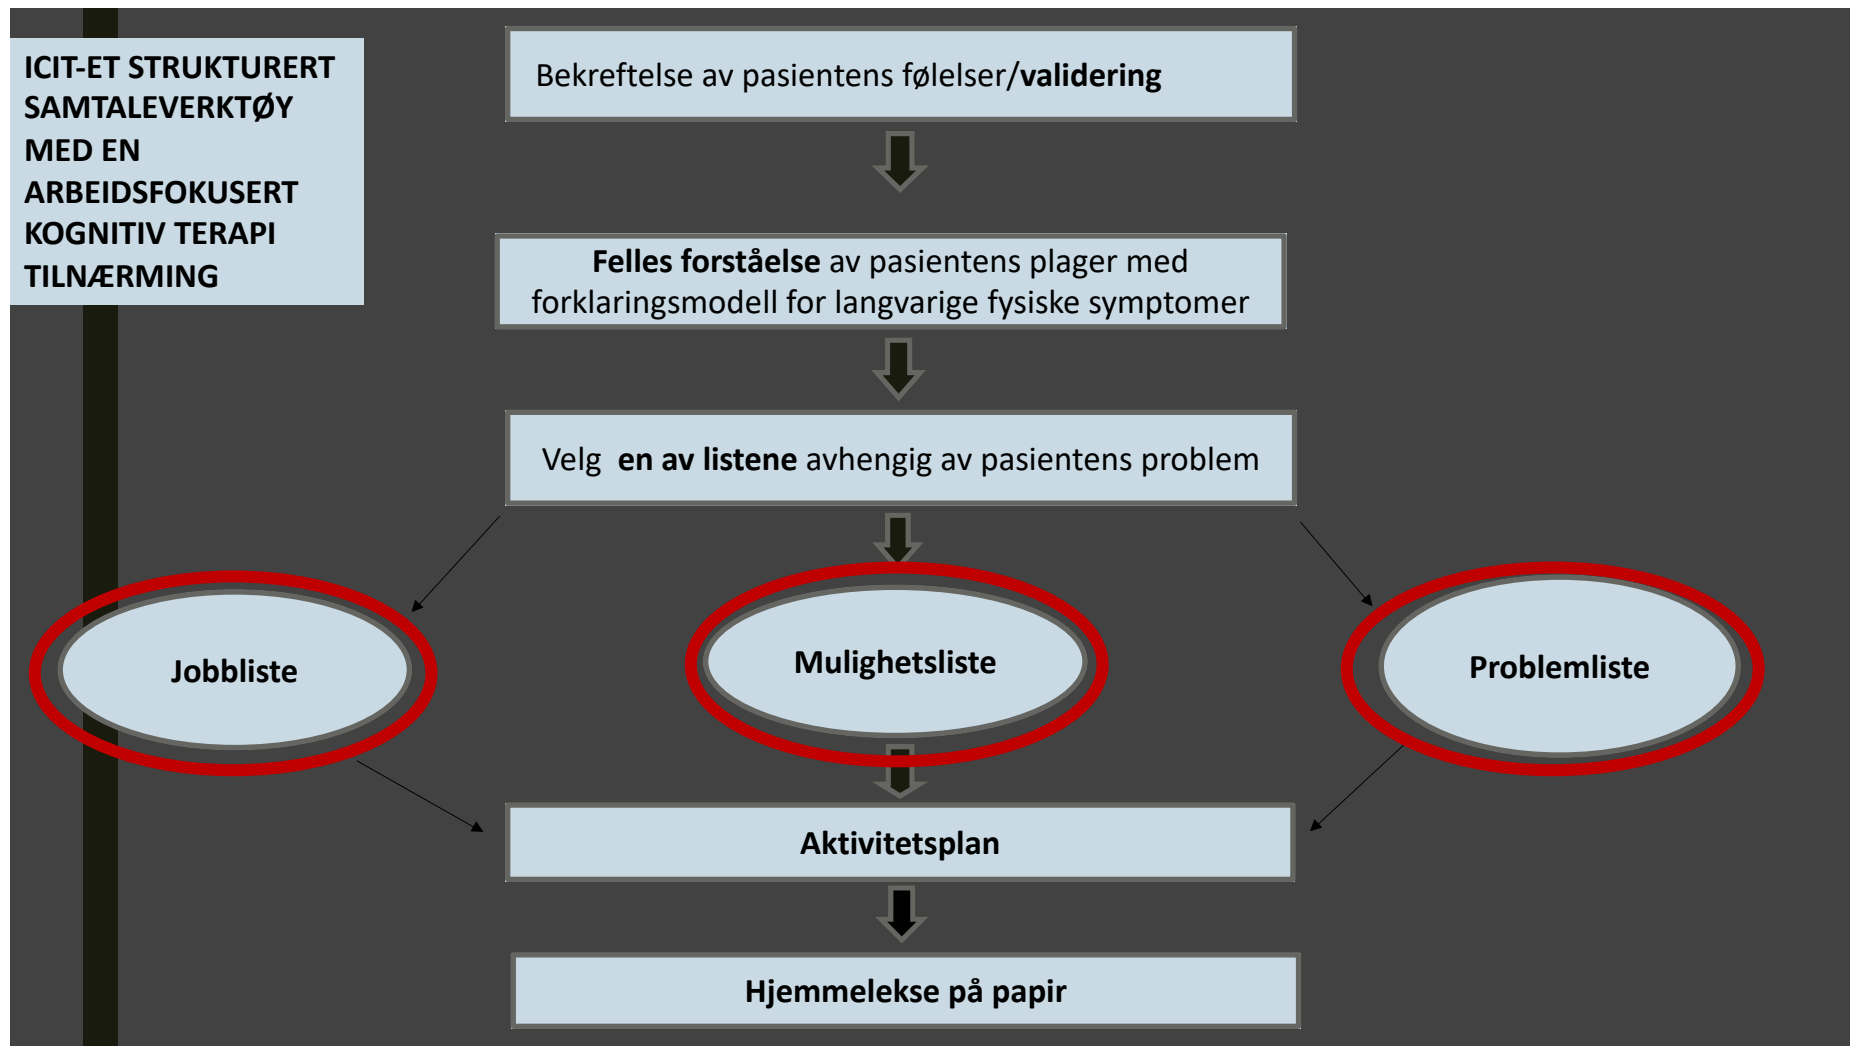 ICIT-ET STRUKTURERT
SAMTALEVERKTØY
MED EN
ARBEIDSFOKUSERT
KOGNITIV TERAPI
TILNÆRMING
Bekreftelse av pasientens følelser/validering
Felles forståelse av pasientens plager med
forklaringsmodell for langvarige fysiske symptomer
Velg en av listene avhengig av pasientens problem
Jobbliste
Mulighetsliste
Problemliste
Aktivitetsplan
Hjemmelekse på papir